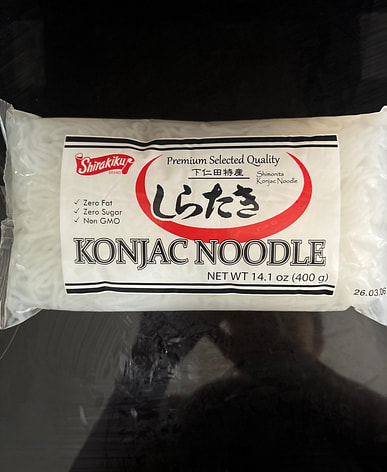 Shirakiku
BRAND
Premium Selected Quality
下仁田特産
Shimonita
Konjac Noodle
しらたき
✓ Zero Fat
✓ Zero Sugar
✓ Non GMO
KONJAC NOODLE
NET WT 14.1 oz (400 g)
26.03.06